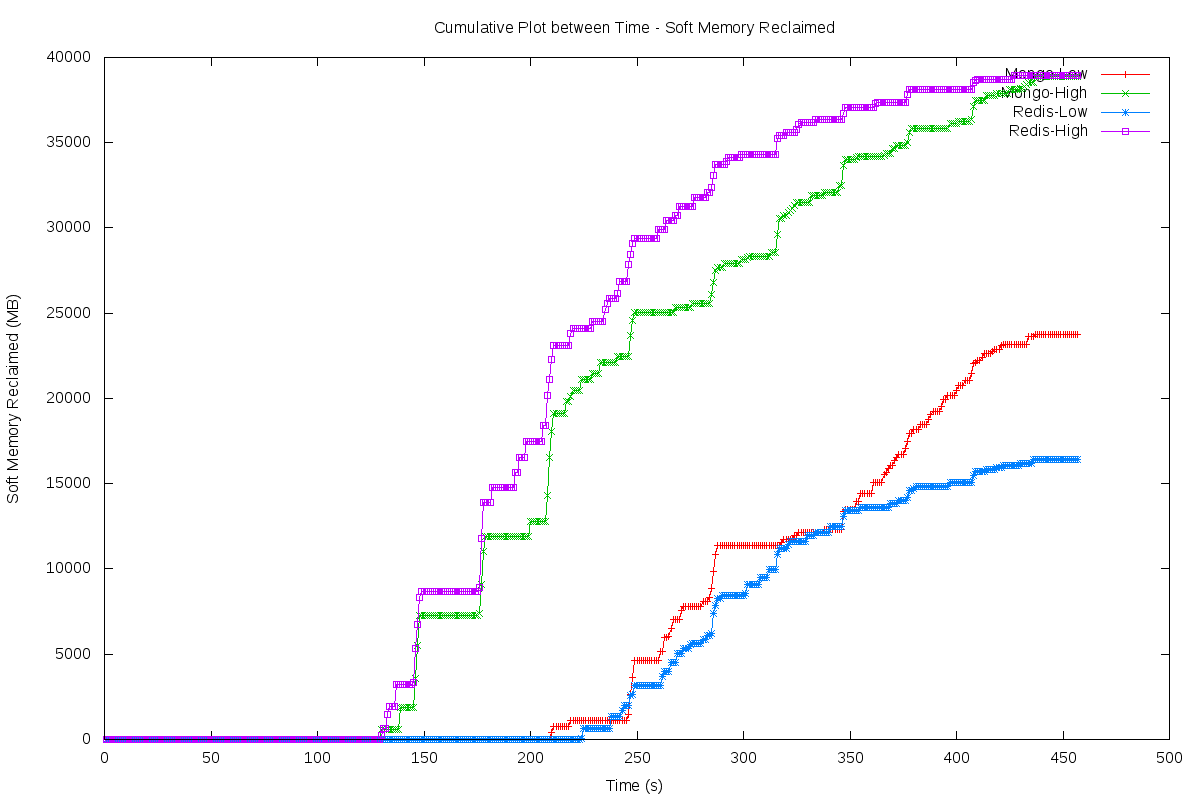 Cumulative Plot between Time - Soft Memory Reclaimed
40000
35000
30000
25000
20000
15000
10000
5000
0
Soft Memory Reclaimed (MB)
Mongo-Low
Mongo-High
Redis-Low
Redis-High
0 50 100 150 200 250 300 350 400 450 500
Time (s)